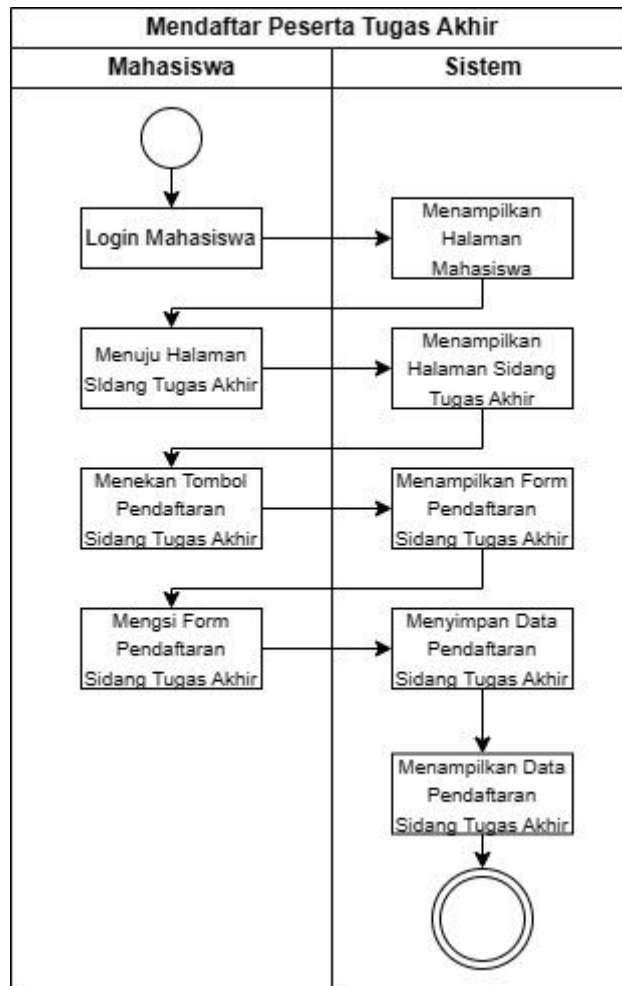 Mendaftar Peserta Tugas Akhir
Mahasiswa
Sistem
Login Mahasiswa
Menampilkan
Halaman
Mahasiswa
Menuju Halaman
SIdang Tugas Akhir
Menampilkan
Halaman Sidang
Tugas Akhir
Menekan Tombol
Pendaftaran
Sidang Tugas Akhir
Menampilkan Form
Pendaftaran
Sidang Tugas Akhir
Mengsi Form
Pendaftaran
Sidang Tugas Akhir
Menyimpan Data
Pendaftaran
Sidang Tugas Akhir
Menampilkan Data
Pendaftaran
Sidang Tugas Akhir